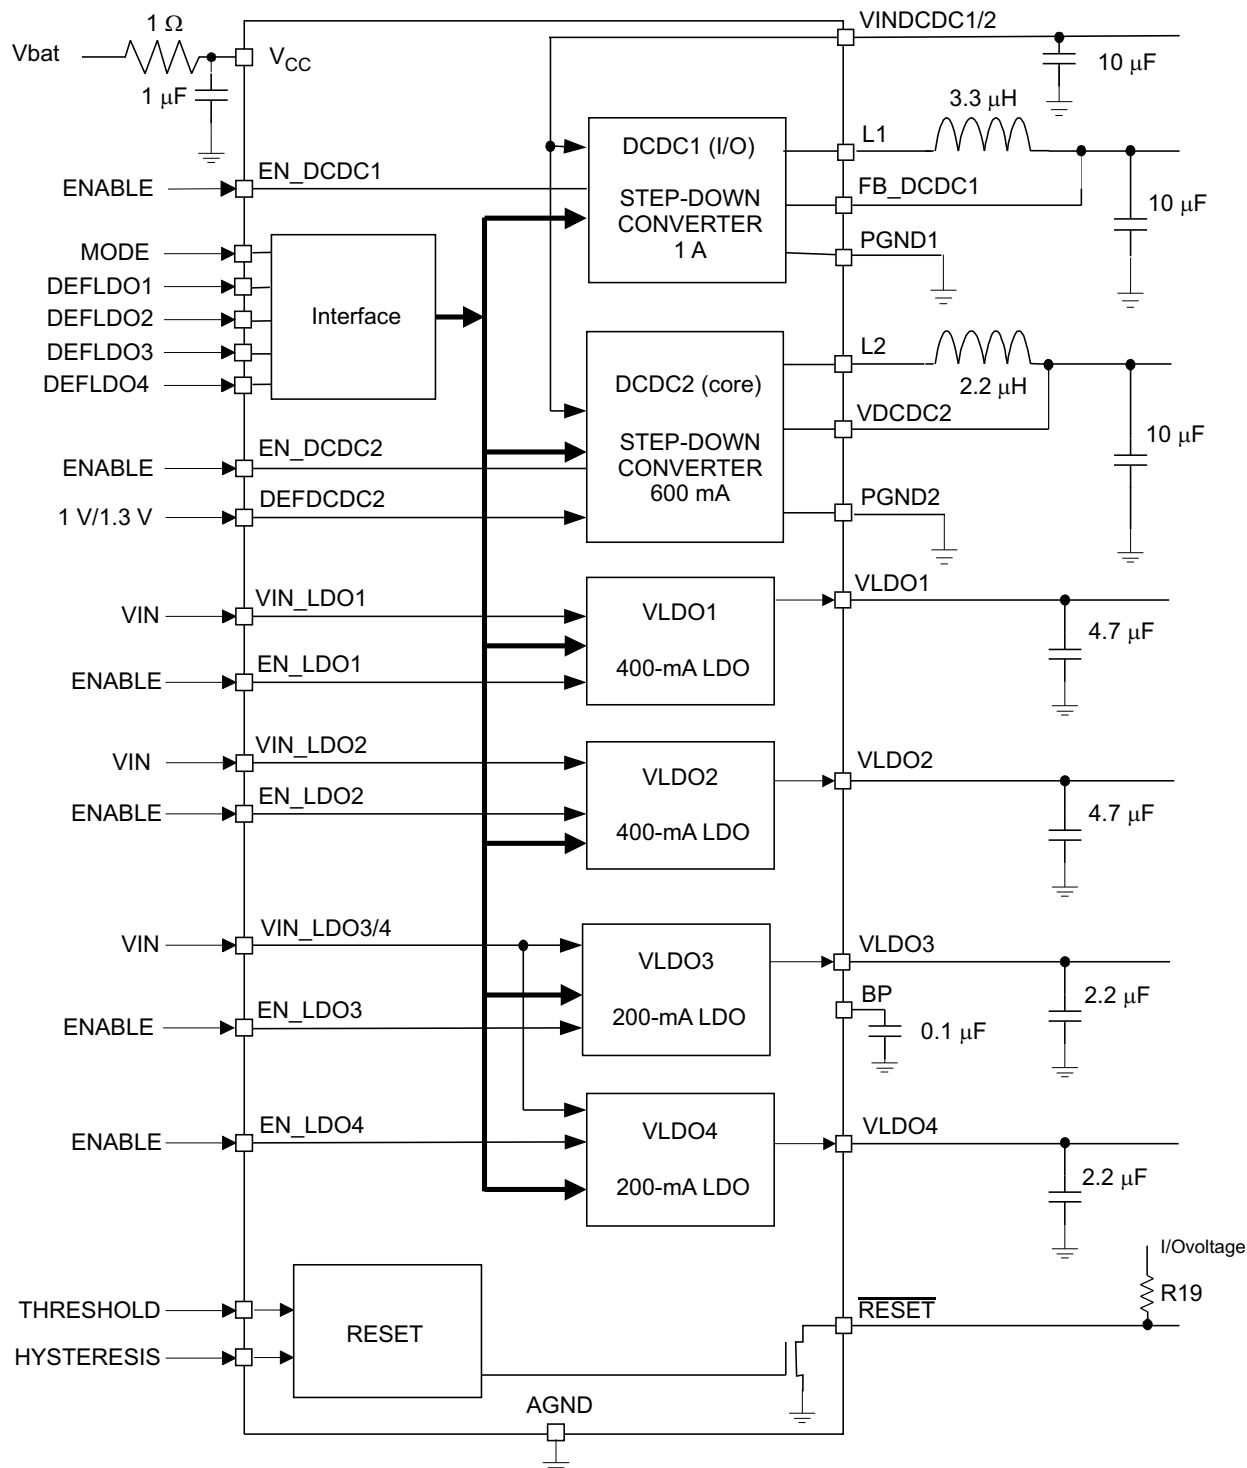 1 Ω
VINDCDC1/2
Vbat
V_CC
10 μF
1 μF
3.3 μH
DCDC1 (I/O)
L1
EN_DCDC1
ENABLE
STEP-DOWN
CONVERTER
1 A
FB_DCDC1
10 μF
MODE
PGND1
DEFLDO1
DEFLDO2
DEFLDO3
DEFLDO4
Interface
L2
2.2 μH
DCDC2 (core)
VDCDC2
10 μF
EN_DCDC2
ENABLE
STEP-DOWN
CONVERTER
600 mA
DEFDCDC2
1 V/1.3 V
PGND2
VLDO1
VIN
VIN_LDO1
VLDO1
4.7 μF
EN_LDO1
ENABLE
400-mA LDO
VIN_LDO2
VIN
VLDO2
VLDO2
EN_LDO2
ENABLE
400-mA LDO
4.7 μF
VIN_LDO3/4
VIN
VLDO3
VLDO3
BP
2.2 μF
EN_LDO3
ENABLE
200-mA LDO
0.1 μF
EN_LDO4
ENABLE
VLDO4
VLDO4
200-mA LDO
2.2 μF
I/Ovoltage
R19
THRESHOLD
HYSTERESIS
RESET
RESET
AGND